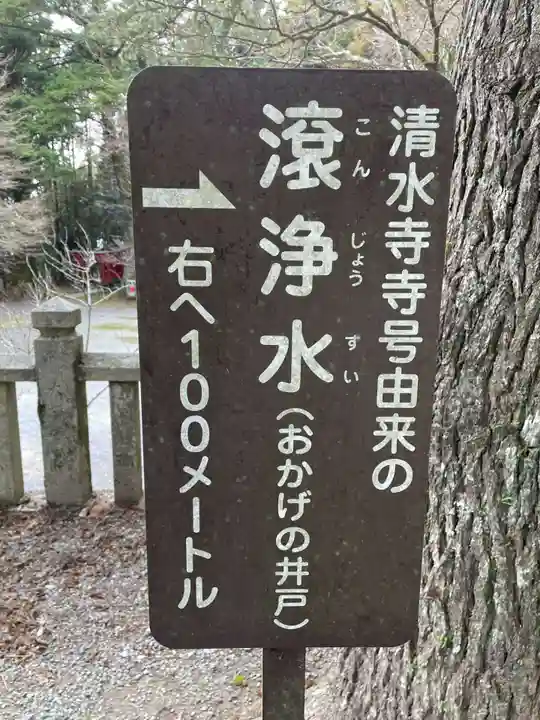 清水寺寺号由来の
滾浄水
こんじょうすい
(おかげの井戸)
→
右へ100メートル